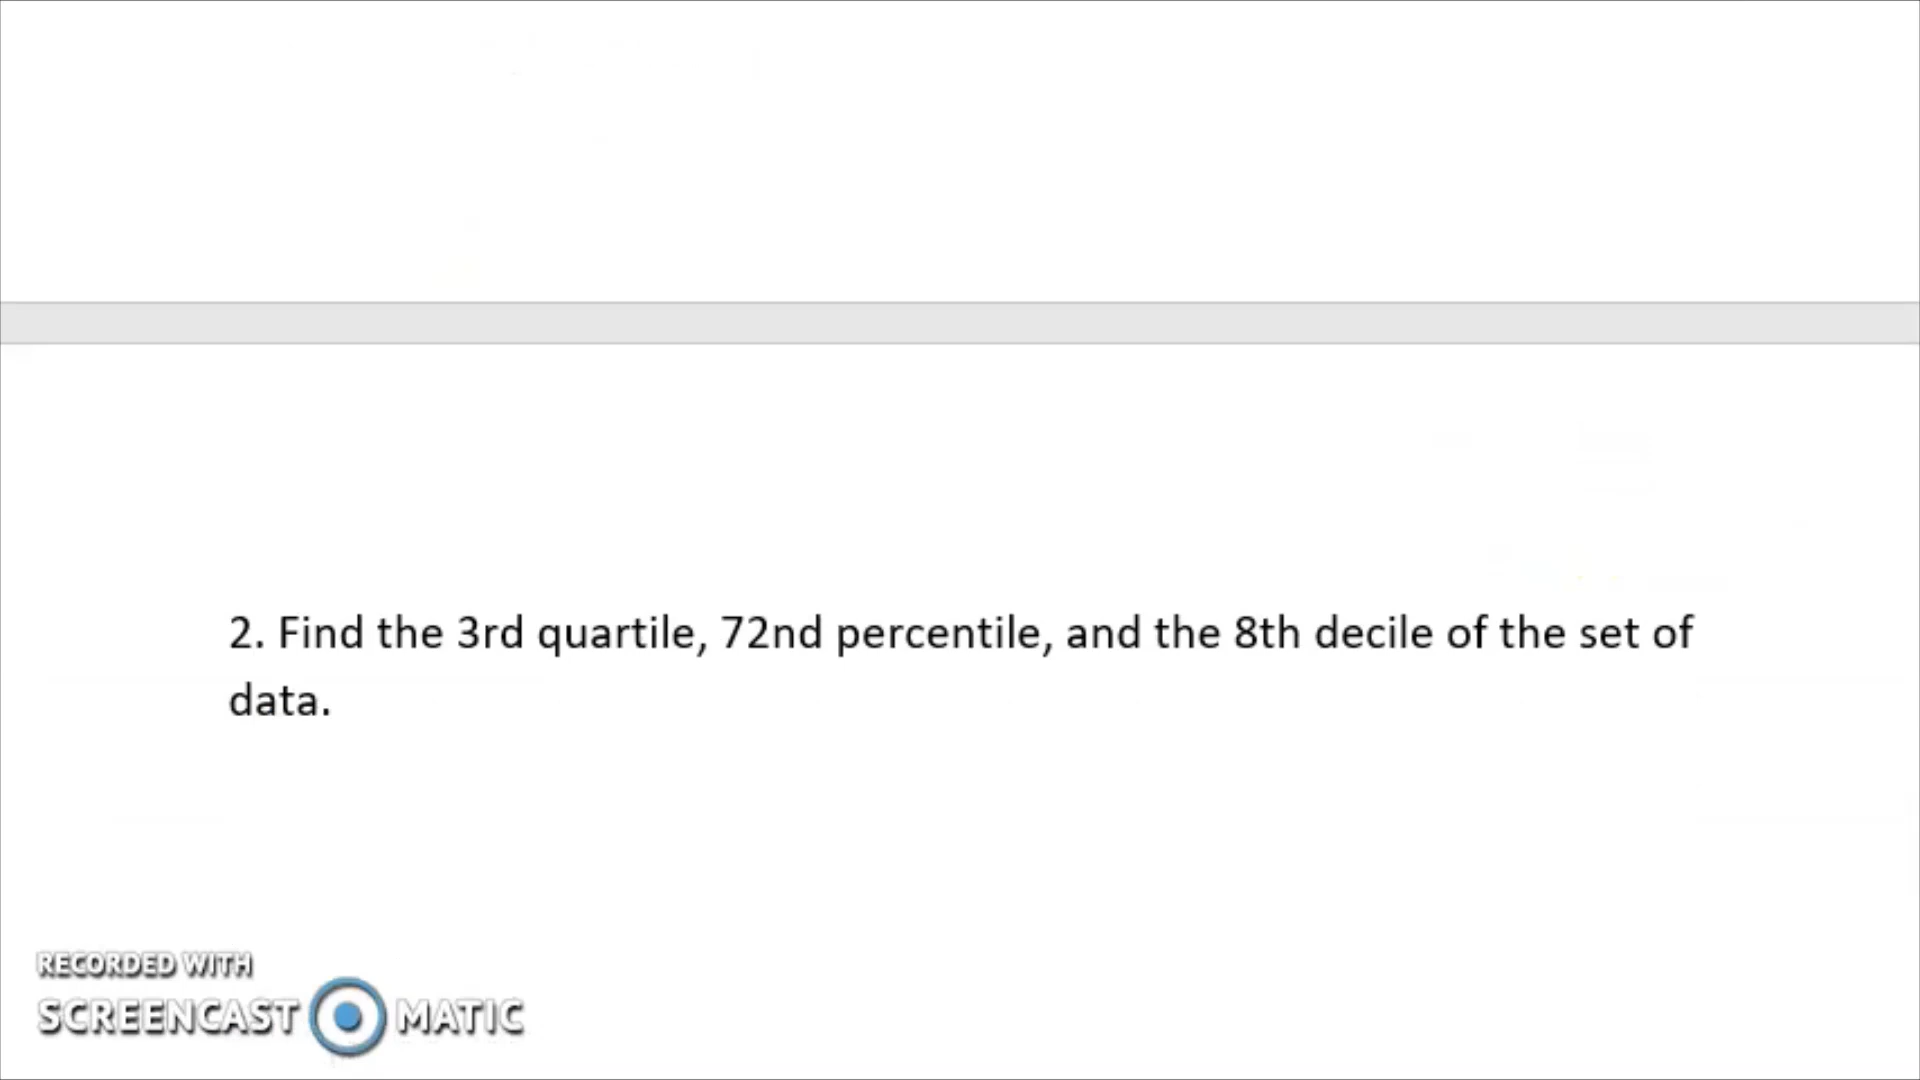 2. Find the 3rd quartile, 72nd percentile, and the 8th decile of the set of
data.
RECORDED WITH
SCREENCAST MATIC